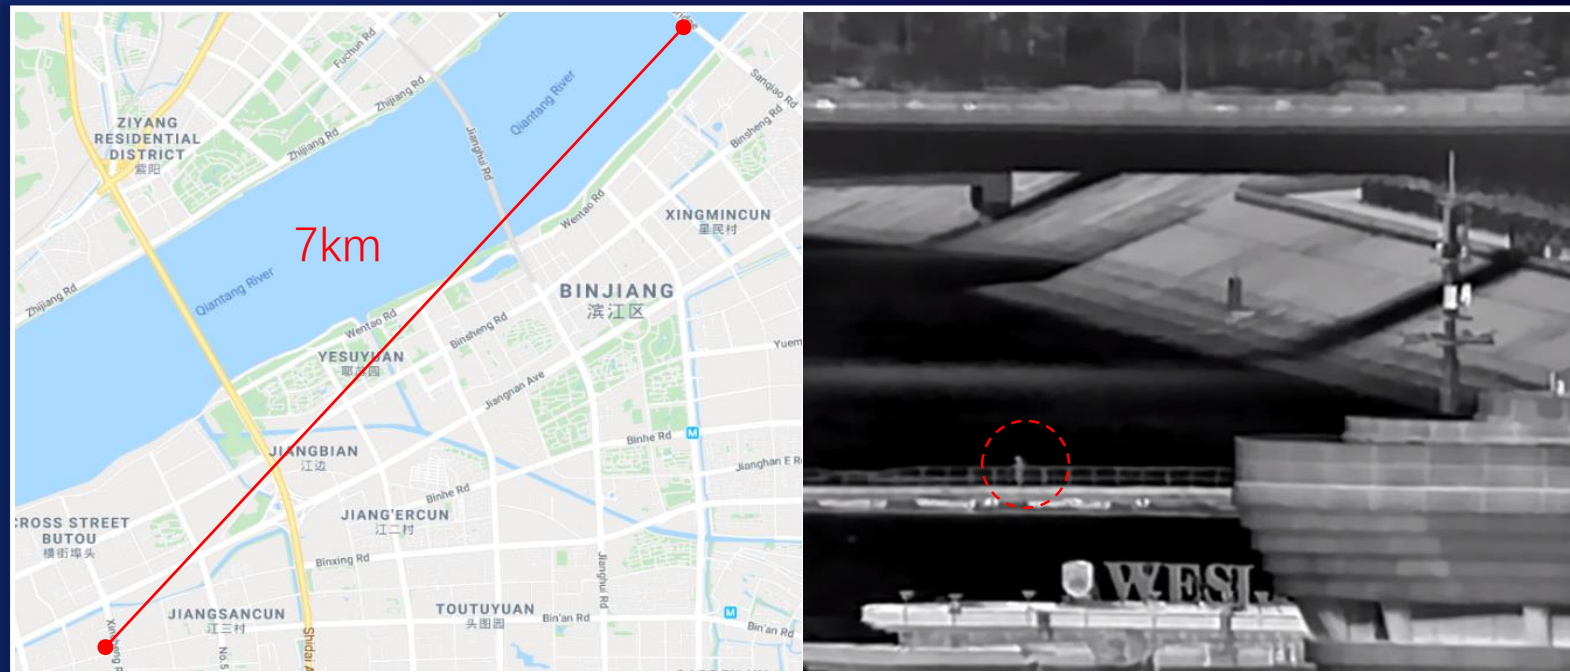 Fuchun Rd
Zhijiang Rd
Qiantang River
Sanqiao Rd
Binsheng Rd
ZIYANG
RESIDENTIAL
DISTRICT
紫阳
Zhijiang Rd
Jianghui Rd
Wentao Rd
XINGMINCUN
星民村
7km
Qiantang River
Zhijiang Rd
BINJIANG
滨江区
Wentao Rd
Binsheng Rd
YESUYUAN
Yuem
Jiangnan Ave
Binhe Rd
M
JIANGBIAN
江边
Jianghan E R
Binhe Rd
CROSS STREET
BUTOU
横街埠头
JIANG'ERCUN
江二村
Binxing Rd
Jianghui Rd
JIANGSANCUN
江三村
TOUTUYUAN
头图园
Bin'an Rd
M
Bin'an Rd
No.5
Shidai A
WESI